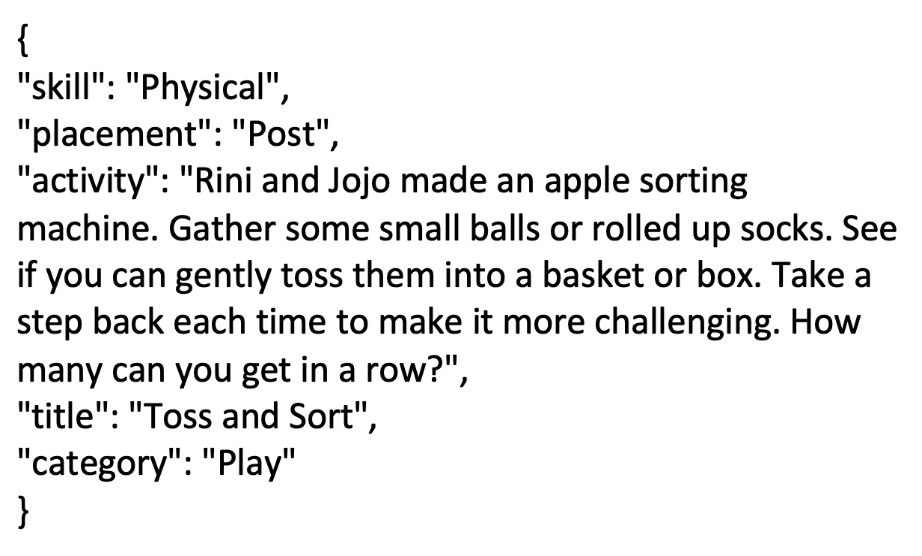 {
"skill": "Physical",
"placement": "Post",
"activity": "Rini and Jojo made an apple sorting
machine. Gather some small balls or rolled up socks. See
if you can gently toss them into a basket or box. Take a
step back each time to make it more challenging. How
many can you get in a row?",
"title": "Toss and Sort",
"category": "Play"
}